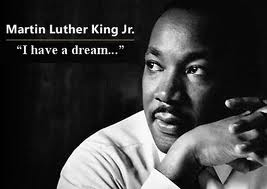 Martin Luther King Jr.
“I have a dream...”